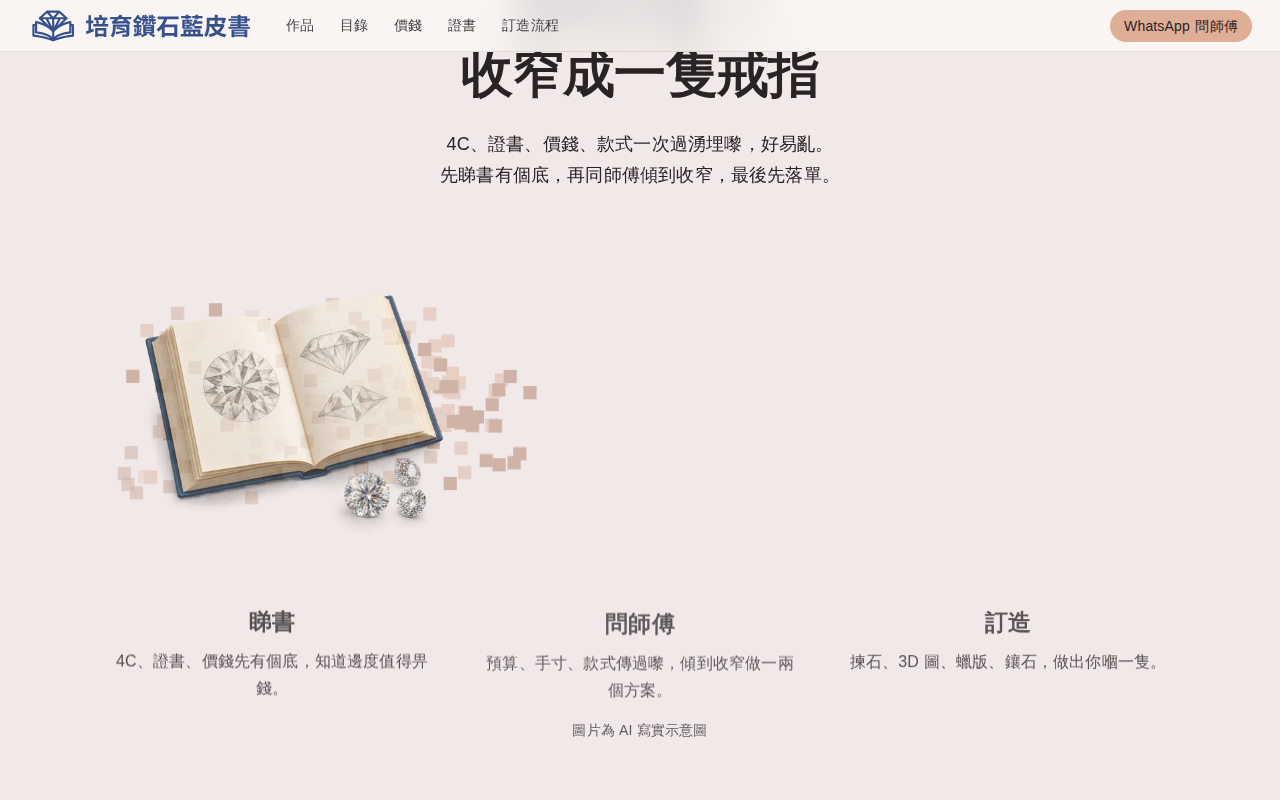 培育鑽石藍皮書
作品
目錄
價錢
證書
訂造流程
WhatsApp 問師傅
收窄成一隻戒指
4C、證書、價錢、款式一次過湧埋嚟，好易亂。
先睇書有個底，再同師傅傾到收窄，最後先落單。
睇書
4C、證書、價錢先有個底，知道邊度值得畀
錢。
問師傅
預算、手寸、款式傳過嚟，傾到收窄做一兩
個方案。
訂造
揀石、3D 圖、蠟版、鑲石，做出你嗰一隻。
圖片為 AI 寫實示意圖